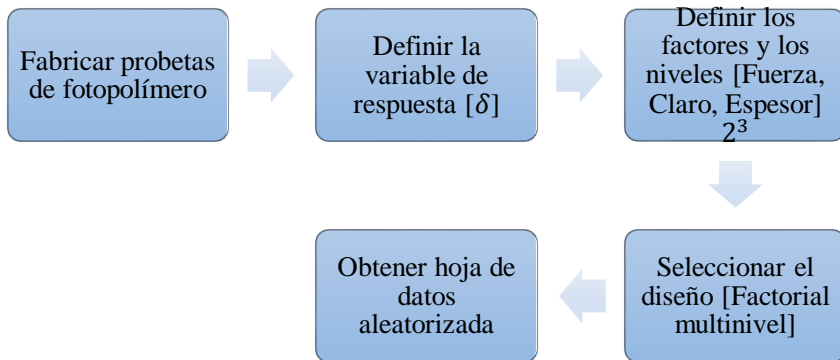 Fabricar probetas
de fotopolímero
Definir la
variable de
respuesta [𝛿]
Definir los
factores y los
niveles [Fuerza,
Claro, Espesor]
2³
Seleccionar el
diseño [Factorial
multinivel]
Obtener hoja de
datos
aleatorizada